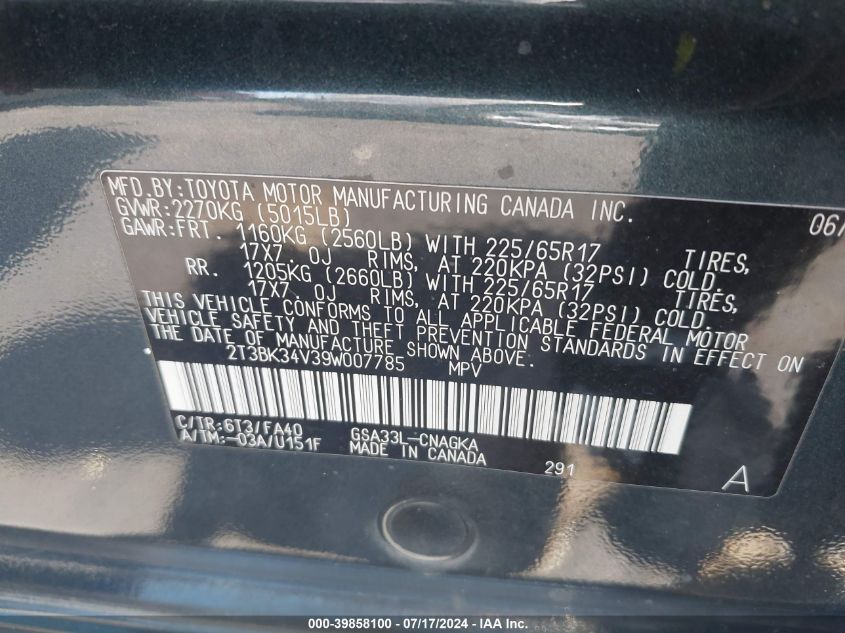 MFD.BY:TOYOTA MOTOR MANUFACTURING CANADA INC. 06/
GVWR:2270KG (5015LB)
GAWR:FRT. 1160KG (2560LB) WITH 225/65R17 TIRES,
17X7.0J RIMS, AT 220KPA (32PSI) COLD.
RR. 1205KG (2660LB) WITH 225/65R17 TIRES,
17X7.0J RIMS, AT 220KPA (32PSI) COLD.
THIS VEHICLE CONFORMS TO ALL APPLICABLE FEDERAL MOTOR
VEHICLE SAFETY AND THEFT PREVENTION STANDARDS IN EFFECT ON
THE DATE OF MANUFACTURE SHOWN ABOVE.
2T3BK34V39W007785 MPV
C/TR:6T3/FA40 GSA33L-CNAGKA
A/TM:-03A/U151F MADE IN CANADA 291 A
000-39858100 - 07/17/2024 - IAA Inc.